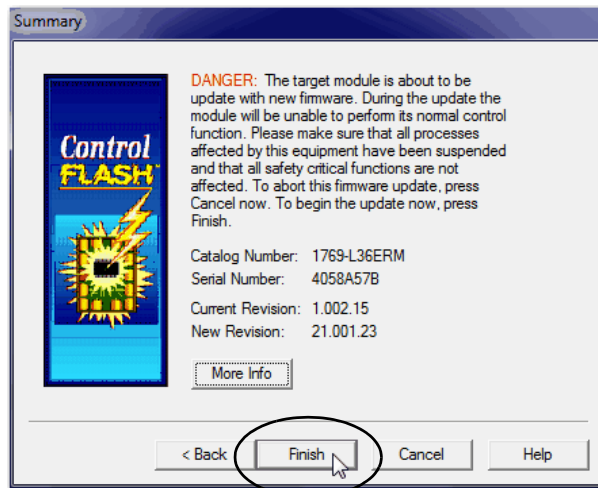 Summary
Control
FLASH
DANGER: The target module is about to be
update with new firmware. During the update the
module will be unable to perform its normal control
function. Please make sure that all processes
affected by this equipment have been suspended
and that all safety critical functions are not
affected. To abort this firmware update, press
Cancel now. To begin the update now, press
Finish.
Catalog Number: 1769-L36ERM
Serial Number: 4058A57B
Current Revision: 1.002.15
New Revision: 21.001.23
More Info
< Back Finish Cancel Help